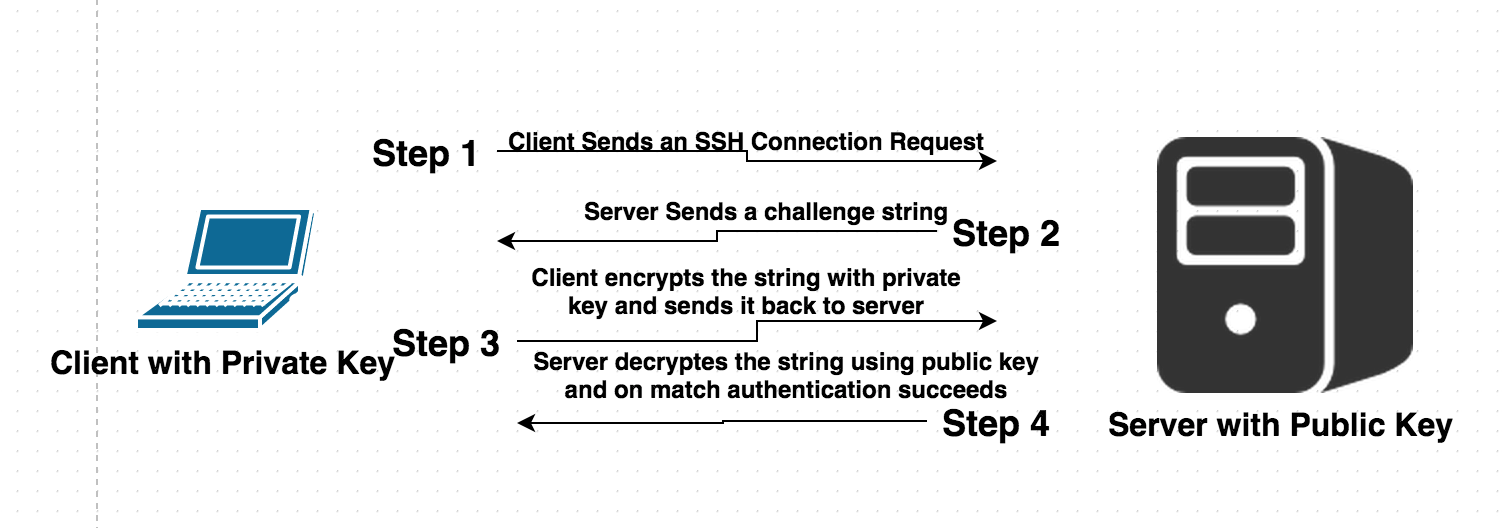 Step 1
Client Sends an SSH Connection Request
Server Sends a challenge string
Step 2
Client encrypts the string with private
key and sends it back to server
Step 3
Client with Private Key
Server decryptes the string using public key
and on match authentication succeeds
Step 4
Server with Public Key